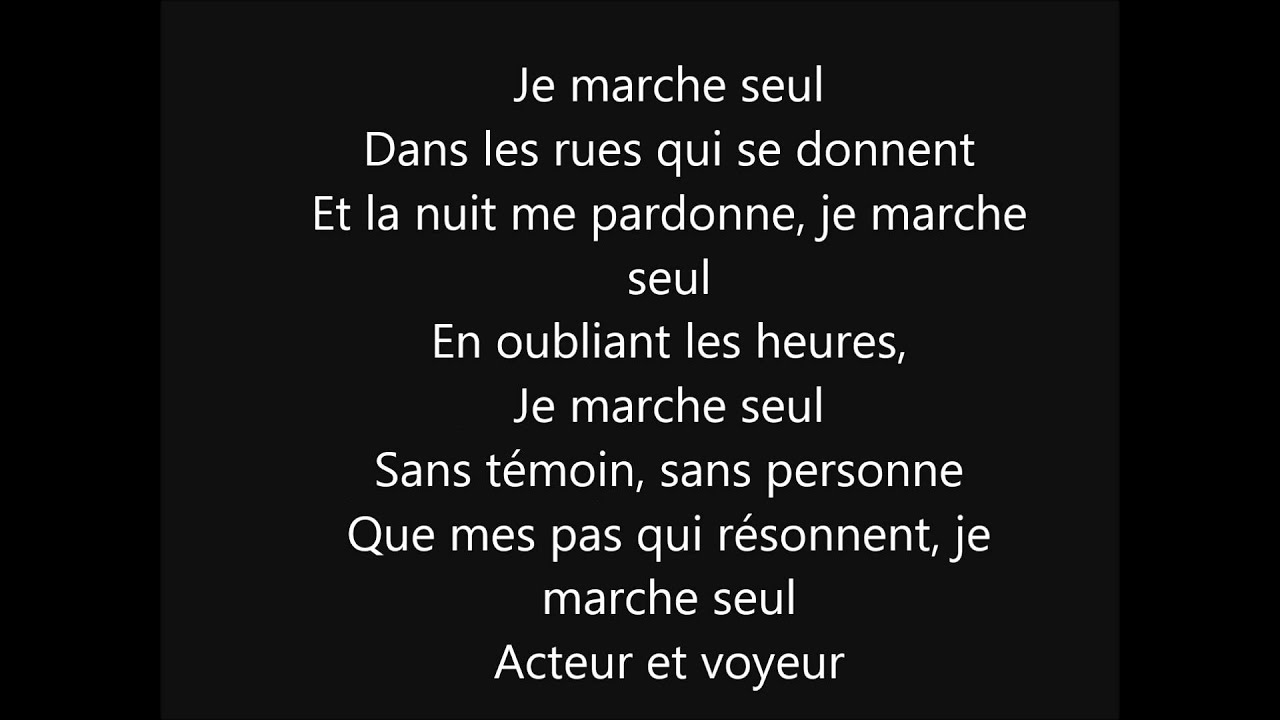 Je marche seul
Dans les rues qui se donnent
Et la nuit me pardonne, je marche
seul
En oubliant les heures,
Je marche seul
Sans témoin, sans personne
Que mes pas qui résonnent, je
marche seul
Acteur et voyeur